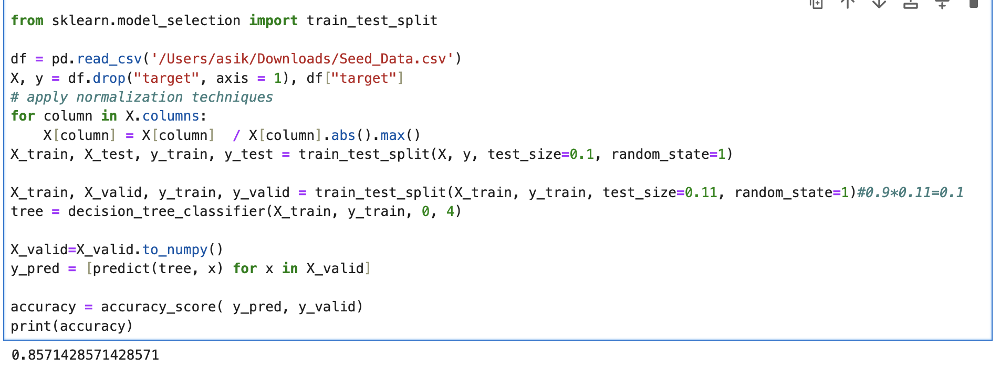 from sklearn.model_selection import train_test_split
df = pd.read_csv('/Users/asik/Downloads/Seed_Data.csv')
X, y = df.drop("target", axis = 1), df["target"]
# apply normalization techniques
for column in X.columns:
    X[column] = X[column]  / X[column].abs().max()
X_train, X_test, y_train, y_test = train_test_split(X, y, test_size=0.1, random_state=1)
X_train, X_valid, y_train, y_valid = train_test_split(X_train, y_train, test_size=0.11, random_state=1)#0.9*0.11=0.1
tree = decision_tree_classifier(X_train, y_train, 0, 4)
X_valid=X_valid.to_numpy()
y_pred = [predict(tree, x) for x in X_valid]
accuracy = accuracy_score( y_pred, y_valid)
print(accuracy)
0.8571428571428571